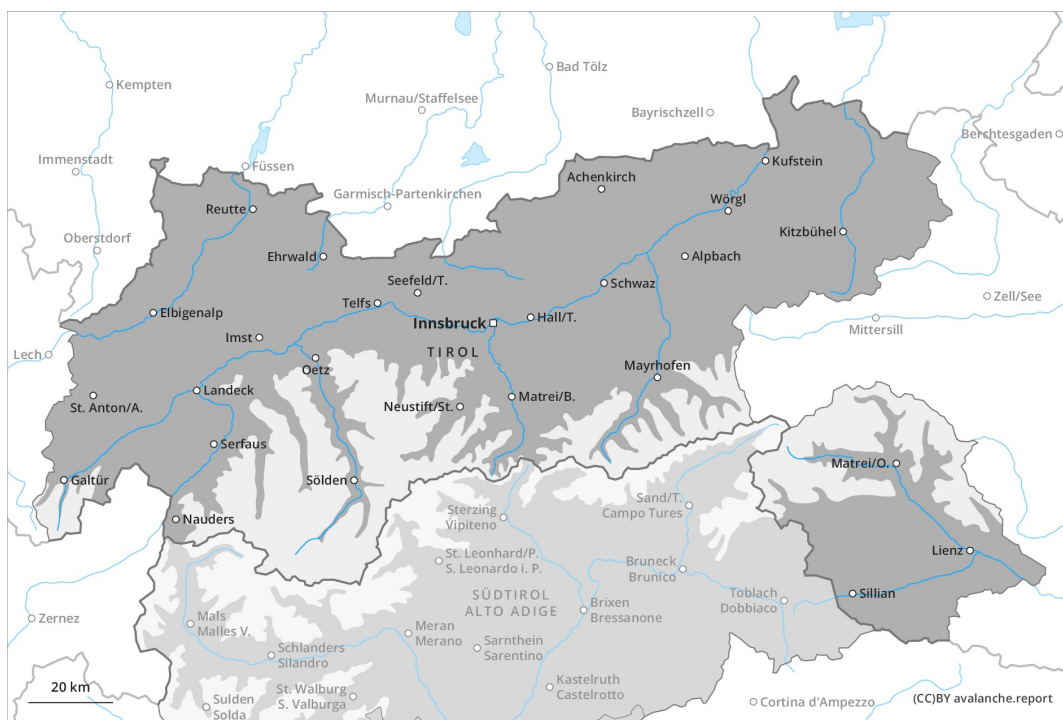 Kempten
Bad Tölz
Murnau/Staffelsee
Bayrischzell
Berchtesgaden
Immenstadt
Füssen
Kufstein
Achenkirch
Garmisch-Partenkirchen
Reutte
Wörgl
Oberstdorf
Kitzbühel
Ehrwald
Alpbach
Seefeld/T.
Schwaz
Zell/See
Telfs
Elbigenalp
Innsbruck
Hall/T.
Mittersill
Imst
TIROL
Lech
Oetz
Mayrhofen
Landeck
St. Anton/A.
Neustift/St.
Matrei/B.
Serfaus
Matrei/O.
Galtür
Sölden
Sand/T.
Campo Tures
Sterzing
Vipiteno
Nauders
Lienz
St. Leonhard/P.
S. Leonardo i. P.
Bruneck
Brunico
SÜDTIROL
ALTO ADIGE
Sillian
Toblach
Dobbiaco
Brixen
Bressanone
Zernez
Mals
Malles V.
Meran
Merano
Sarnthein
Sarentino
Schlanders
Silandro
Kastelruth
Castelrotto
20 km
St. Walburg
S. Valburga
Sulden
Solda
Cortina d'Ampezzo
(CC)BY avalanche.report